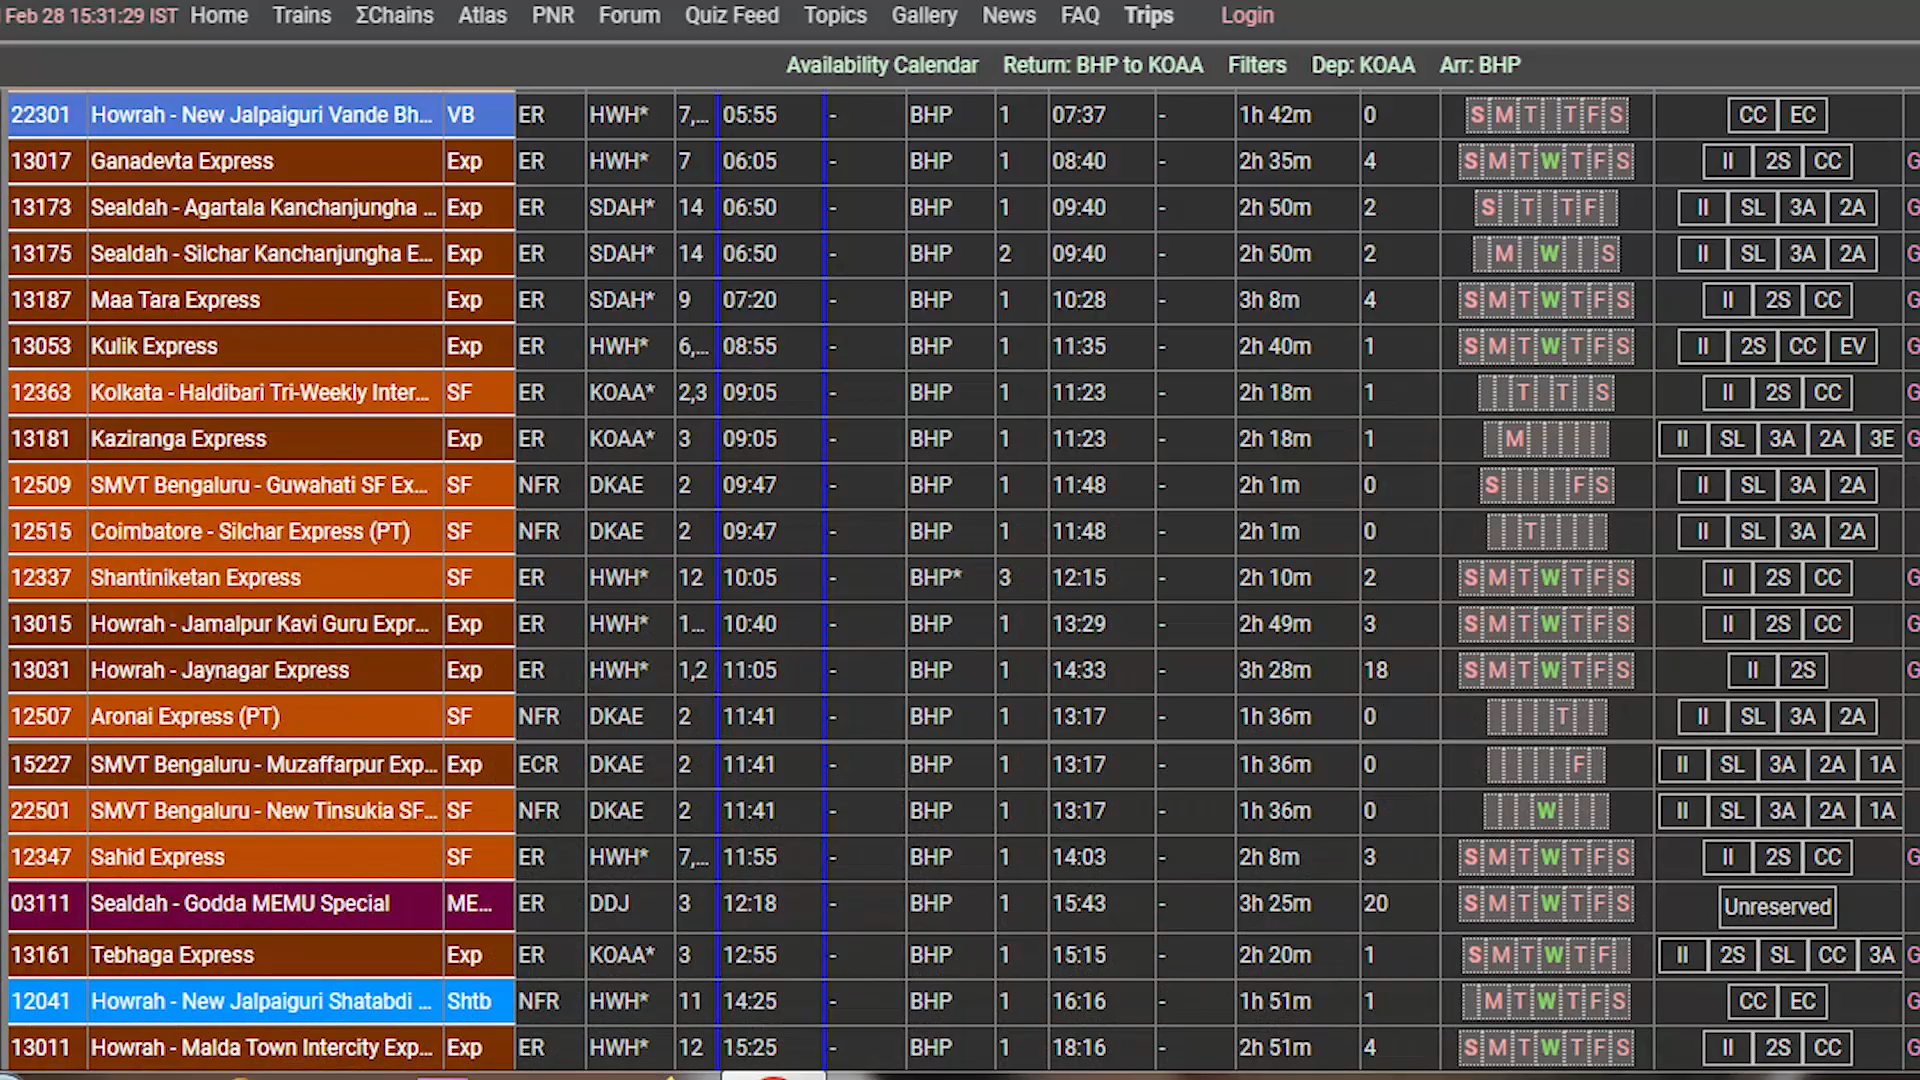 Feb 28 15:31:29 IST Home Trains ΣChains Atlas PNR Forum Quiz Feed Topics Gallery News FAQ Trips Login
Availability Calendar Return: BHP to KOAA Filters Dep: KOAA Arr: BHP
22301 Howrah - New Jalpaiguri Vande Bh... VB ER HWH* 7,... 05:55 - BHP 1 07:37 - 1h 42m 0 S M T T F S CC EC
13017 Ganadevta Express Exp ER HWH* 7 06:05 - BHP 1 08:40 - 2h 35m 4 S M T W T F S II 2S CC G
13173 Sealdah - Agartala Kanchanjungha ... Exp ER SDAH* 14 06:50 - BHP 1 09:40 - 2h 50m 2 S T T F II SL 3A 2A G
13175 Sealdah - Silchar Kanchanjungha E... Exp ER SDAH* 14 06:50 - BHP 2 09:40 - 2h 50m 2 M W S II SL 3A 2A G
13187 Maa Tara Express Exp ER SDAH* 9 07:20 - BHP 1 10:28 - 3h 8m 4 S M T W T F S II 2S CC G
13053 Kulik Express Exp ER HWH* 6,... 08:55 - BHP 1 11:35 - 2h 40m 1 S M T W T F S II 2S CC EV G
12363 Kolkata - Haldibari Tri-Weekly Inter... SF ER KOAA* 2,3 09:05 - BHP 1 11:23 - 2h 18m 1 T T S II 2S CC G
13181 Kaziranga Express Exp ER KOAA* 3 09:05 - BHP 1 11:23 - 2h 18m 1 M II SL 3A 2A 3E G
12509 SMVT Bengaluru - Guwahati SF Ex... SF NFR DKAE 2 09:47 - BHP 1 11:48 - 2h 1m 0 S F S II SL 3A 2A
12515 Coimbatore - Silchar Express (PT) SF NFR DKAE 2 09:47 - BHP 1 11:48 - 2h 1m 0 T II SL 3A 2A
12337 Shantiniketan Express SF ER HWH* 12 10:05 - BHP* 3 12:15 - 2h 10m 2 S M T W T F S II 2S CC G
13015 Howrah - Jamalpur Kavi Guru Expr... Exp ER HWH* 1... 10:40 - BHP 1 13:29 - 2h 49m 3 S M T W T F S II 2S CC G
13031 Howrah - Jaynagar Express Exp ER HWH* 1,2 11:05 - BHP 1 14:33 - 3h 28m 18 S M T W T F S II 2S G
12507 Aronai Express (PT) SF NFR DKAE 2 11:41 - BHP 1 13:17 - 1h 36m 0 T II SL 3A 2A
15227 SMVT Bengaluru - Muzaffarpur Exp... Exp ECR DKAE 2 11:41 - BHP 1 13:17 - 1h 36m 0 F II SL 3A 2A 1A
22501 SMVT Bengaluru - New Tinsukia SF... SF NFR DKAE 2 11:41 - BHP 1 13:17 - 1h 36m 0 W II SL 3A 2A 1A
12347 Sahid Express SF ER HWH* 7,... 11:55 - BHP 1 14:03 - 2h 8m 3 S M T W T F S II 2S CC G
03111 Sealdah - Godda MEMU Special ME... ER DDJ 3 12:18 - BHP 1 15:43 - 3h 25m 20 S M T W T F S Unreserved
13161 Tebhaga Express Exp ER KOAA* 3 12:55 - BHP 1 15:15 - 2h 20m 1 S M T W T F II 2S SL CC 3A G
12041 Howrah - New Jalpaiguri Shatabdi ... Shtb NFR HWH* 11 14:25 - BHP 1 16:16 - 1h 51m 1 M T W T F S CC EC G
13011 Howrah - Malda Town Intercity Exp... Exp ER HWH* 12 15:25 - BHP 1 18:16 - 2h 51m 4 S M T W T F S II 2S CC G